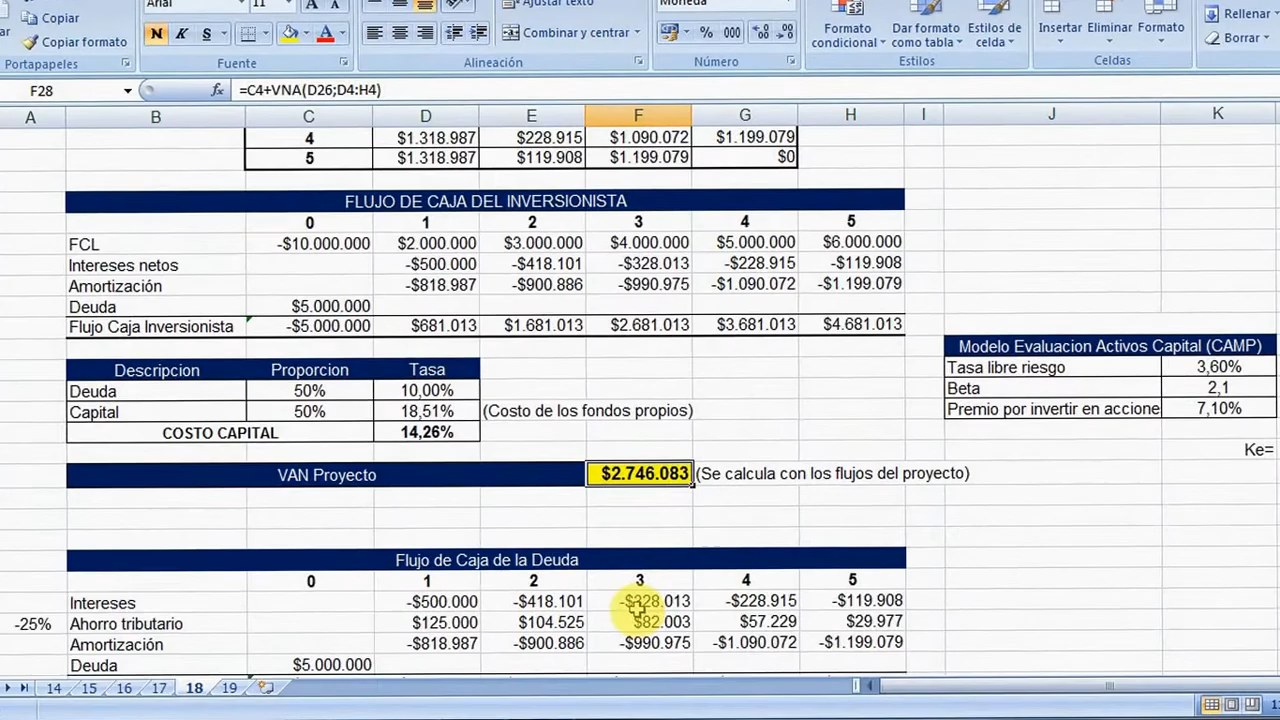 Arial 11 Ajustar texto Moneda
Copiar
Copiar formato
N K S Combinar y centrar % 000
Formato condicional Dar formato como tabla Estilos de celda Insertar Eliminar Formato Rellenar
Borrar
Portapapeles Fuente Alineación Número Estilos Celdas
F28 fx =C4+VNA(D26;D4:H4)
A B C D E F G H I J K
4 $1.318.987 $228.915 $1.090.072 $1.199.079
5 $1.318.987 $119.908 $1.199.079 $0
FLUJO DE CAJA DEL INVERSIONISTA
0 1 2 3 4 5
FCL -$10.000.000 $2.000.000 $3.000.000 $4.000.000 $5.000.000 $6.000.000
Intereses netos -$500.000 -$418.101 -$328.013 -$228.915 -$119.908
Amortización -$818.987 -$900.886 -$990.975 -$1.090.072 -$1.199.079
Deuda $5.000.000
Flujo Caja Inversionista -$5.000.000 $681.013 $1.681.013 $2.681.013 $3.681.013 $4.681.013
Modelo Evaluacion Activos Capital (CAMP)
Descripcion Proporcion Tasa Tasa libre riesgo 3,60%
Deuda 50% 10,00% Beta 2,1
Capital 50% 18,51% (Costo de los fondos propios) Premio por invertir en accione 7,10%
COSTO CAPITAL 14,26%
Ke=
VAN Proyecto $2.746.083 (Se calcula con los flujos del proyecto)
Flujo de Caja de la Deuda
0 1 2 3 4 5
Intereses -$500.000 -$418.101 -$328.013 -$228.915 -$119.908
-25% Ahorro tributario $125.000 $104.525 $82.003 $57.229 $29.977
Amortización -$818.987 -$900.886 -$990.975 -$1.090.072 -$1.199.079
Deuda $5.000.000
14 15 16 17 18 19